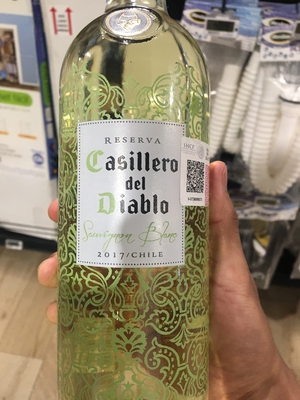 RESERVA
Casillero
del
Diablo
Sauvignon Blanc
2017/CHILE